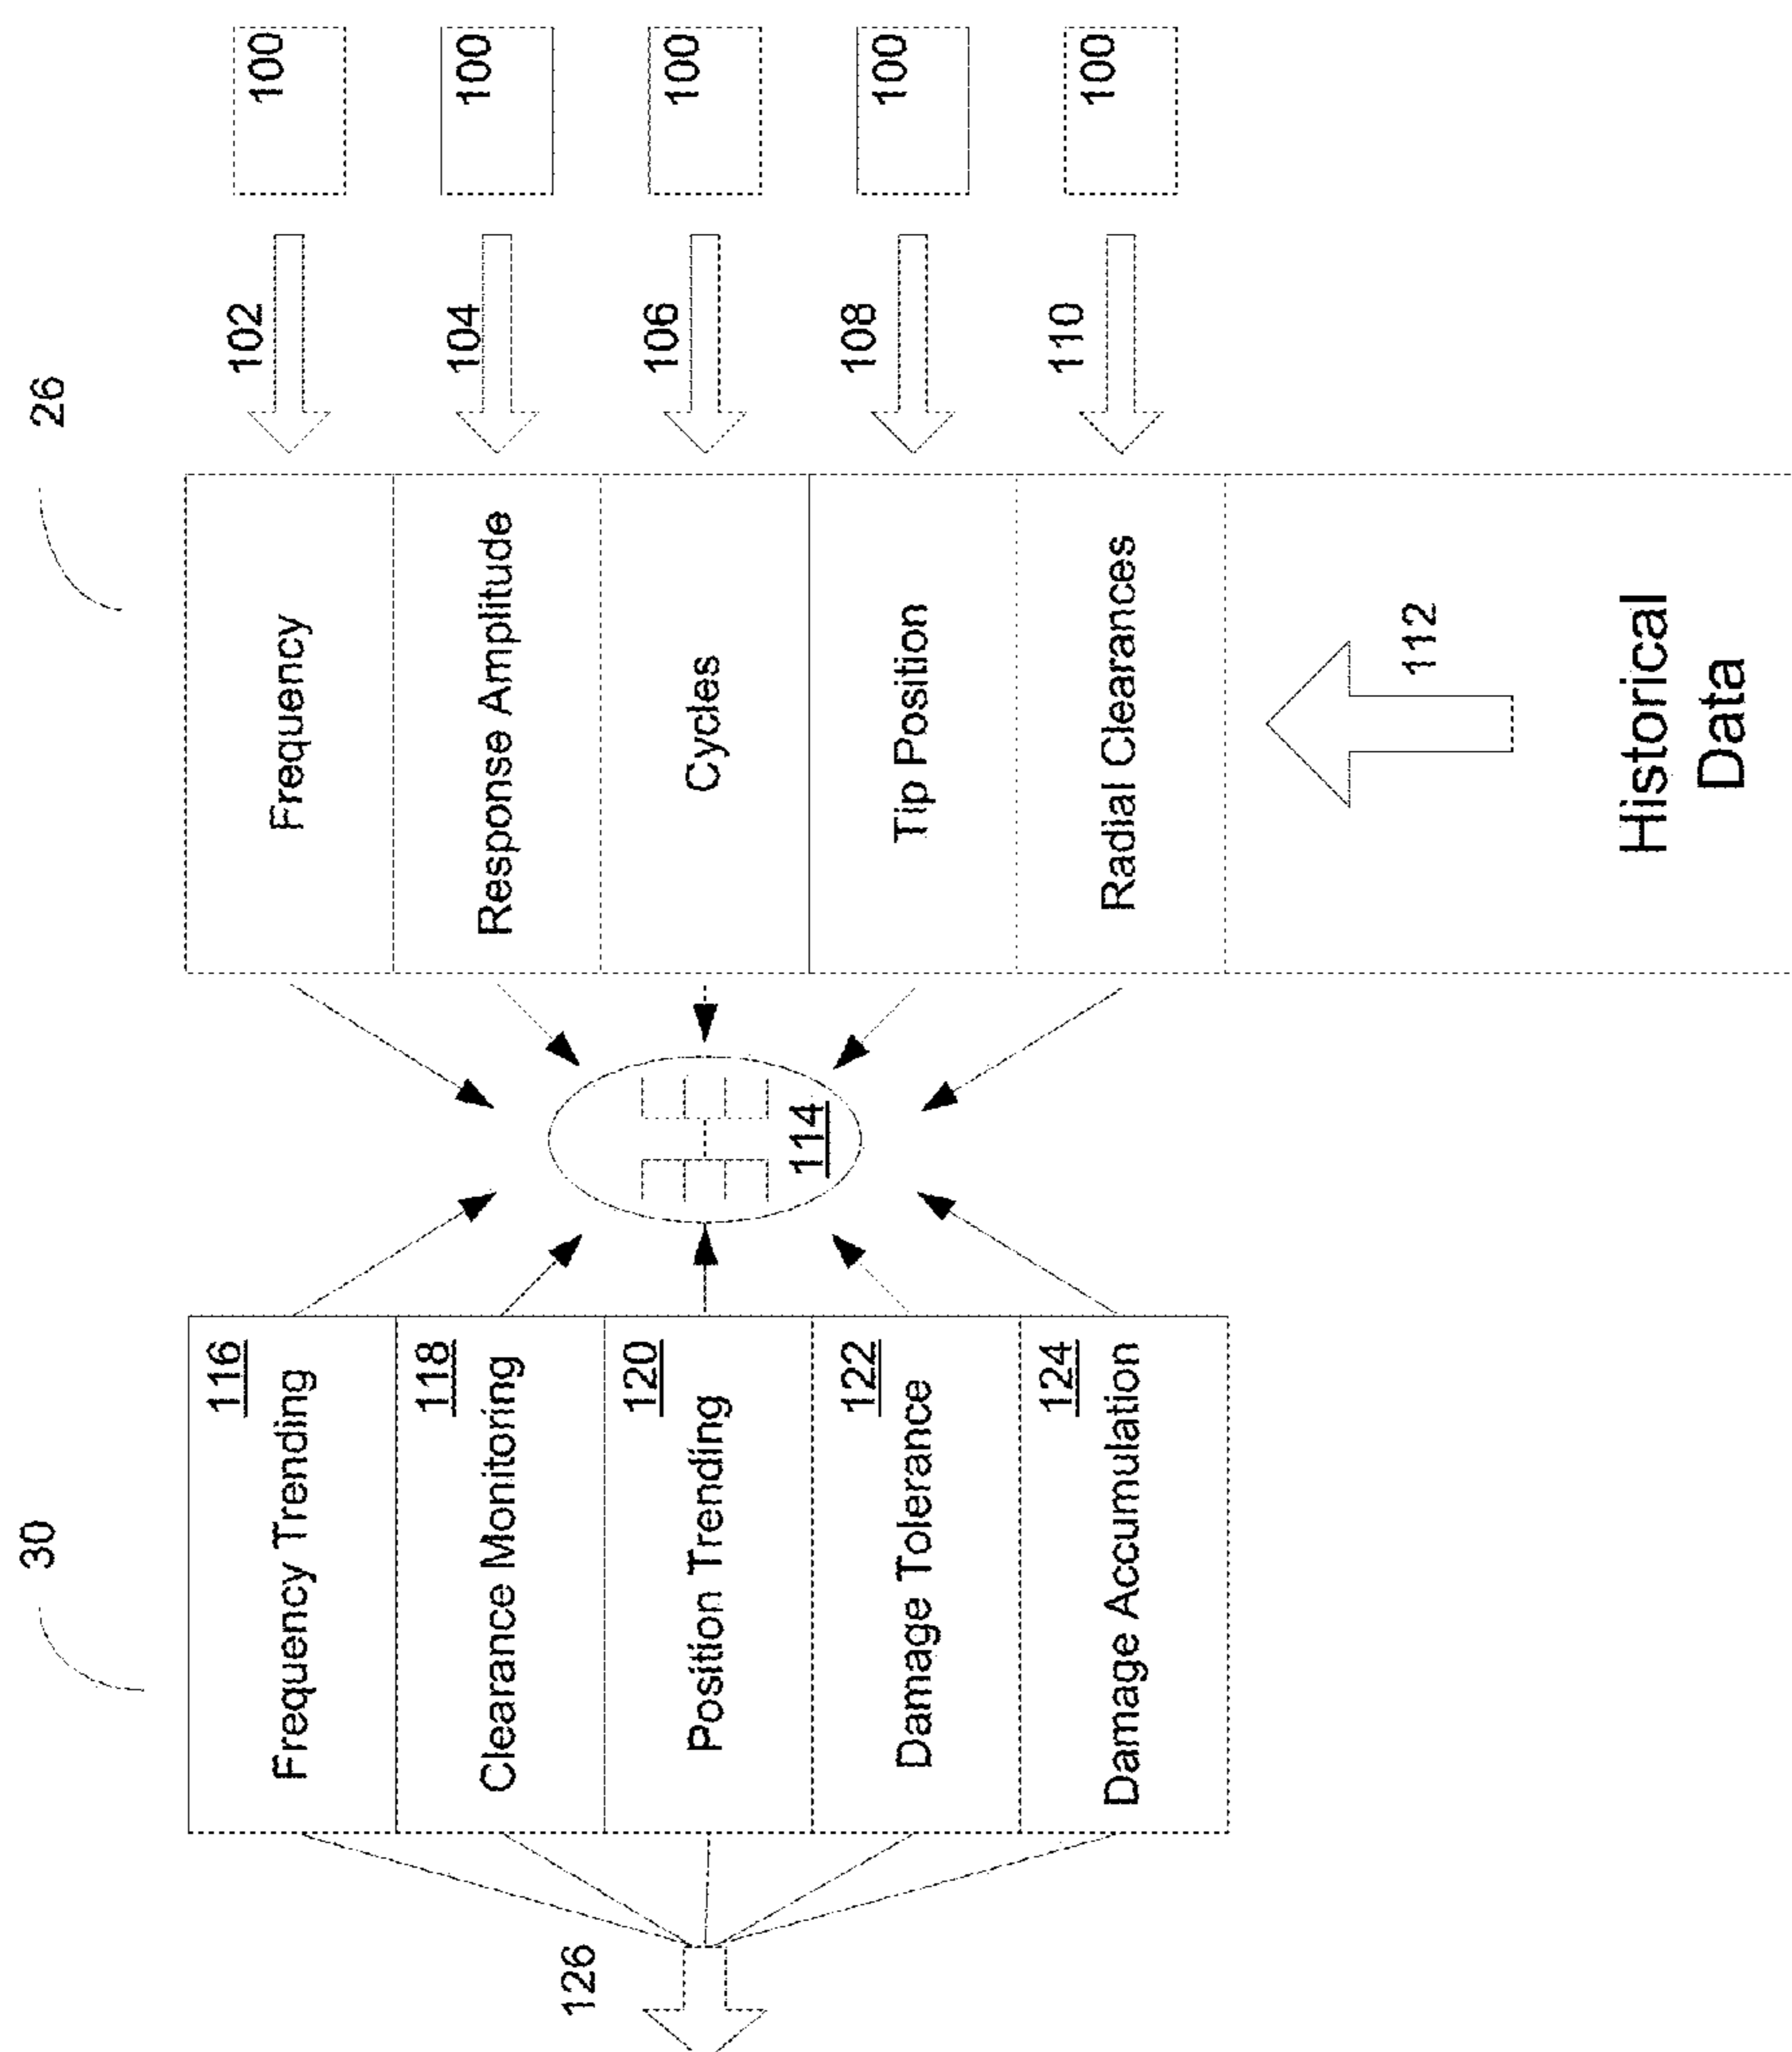 30
26
126
116
Frequency Trending
118
Clearance Monitoring
120
Position Trending
122
Damage Tolerance
124
Damage Accumulation
114
Frequency
Response Amplitude
Cycles
Tip Position
Radial Clearances
112
Historical
Data
102
104
106
108
110
100
100
100
100
100